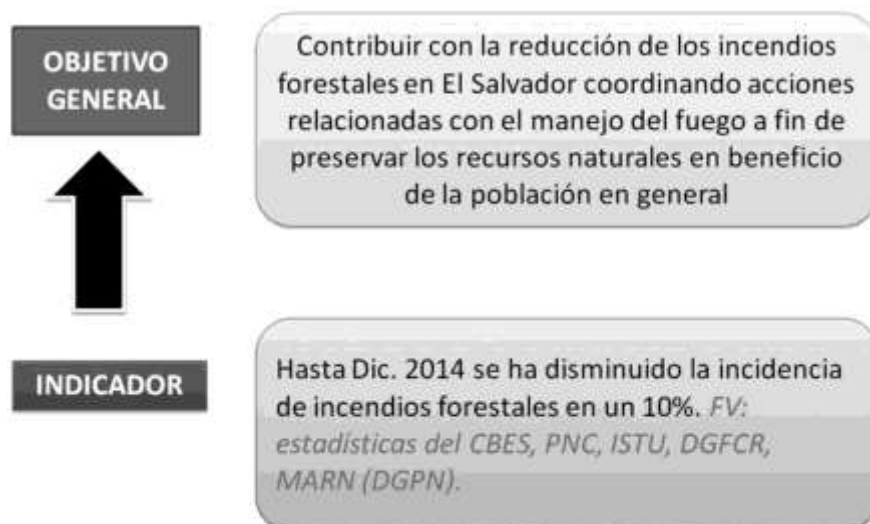 OBJETIVO
GENERAL
Contribuir con la reducción de los incendios
forestales en El Salvador coordinando acciones
relacionadas con el manejo del fuego a fin de
preservar los recursos naturales en beneficio
de la población en general
INDICADOR
Hasta Dic. 2014 se ha disminuido la incidencia
de incendios forestales en un 10%. FV:
estadísticas del CBES, PNC, ISTU, DGFCR,
MARN (DGPN).